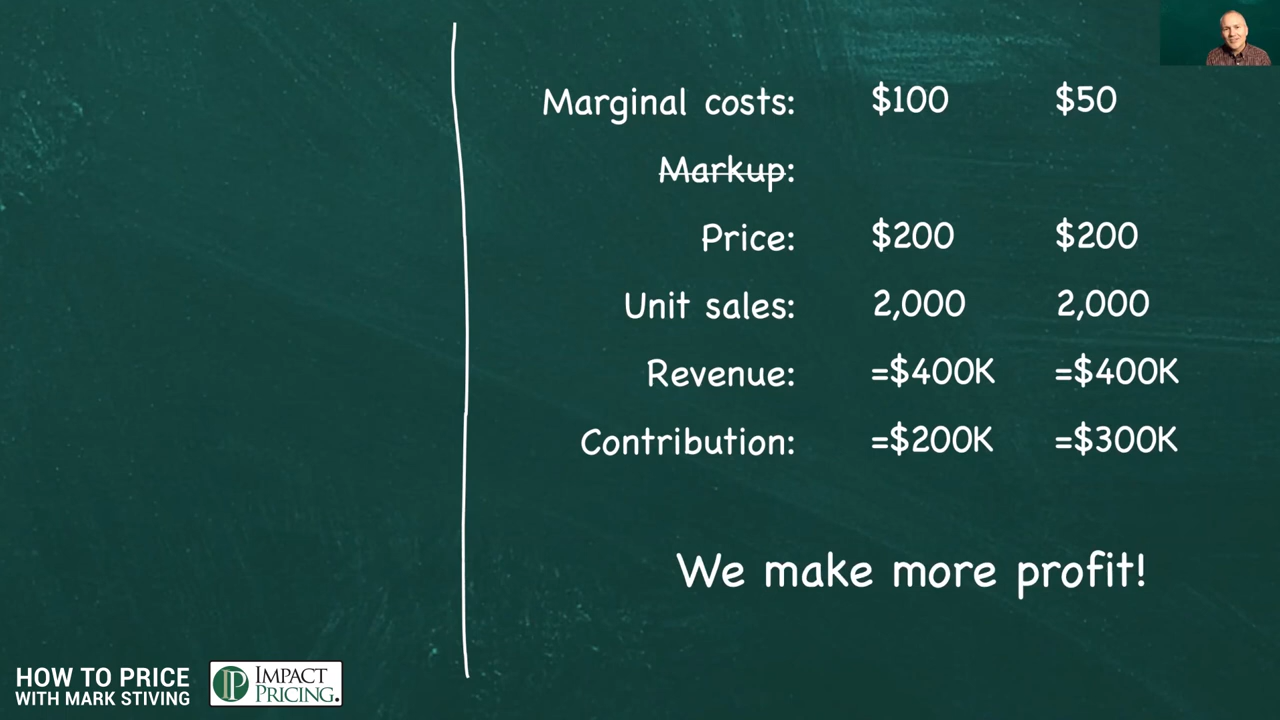 Marginal costs: $100 $50
Markup:
Price: $200 $200
Unit sales: 2,000 2,000
Revenue: =$400K =$400K
Contribution: =$200K =$300K
We make more profit!
HOW TO PRICE
WITH MARK STIVING
IP IMPACT
PRICING.